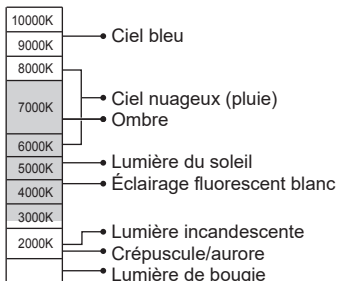 10000K
Ciel bleu
9000K
8000K
Ciel nuageux (pluie)
7000K
Ombre
6000K
5000K
Lumière du soleil
4000K
Éclairage fluorescent blanc
3000K
2000K
Lumière incandescente
Crépuscule/aurore
Lumière de bougie